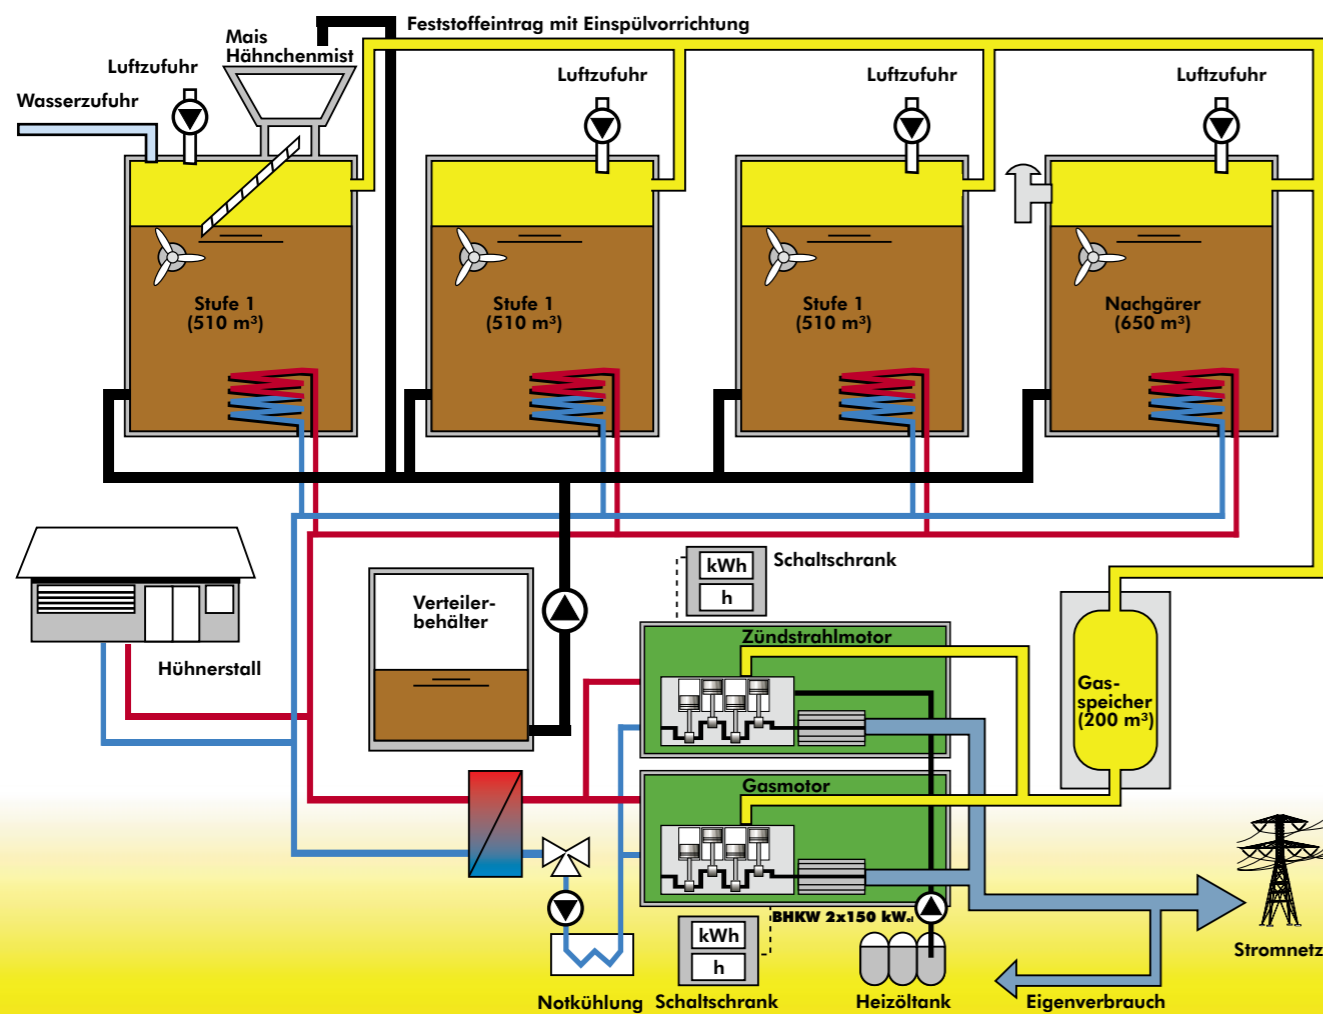 Feststoffeintrag mit Einspülvorrichtung
Mais
Hähnchenmist
Luftzufuhr
Wasserzufuhr
Luftzufuhr
Luftzufuhr
Luftzufuhr
Stufe 1
(510 m³)
Stufe 1
(510 m³)
Stufe 1
(510 m³)
Nachgärer
(650 m³)
Hühnerstall
Verteiler-
behälter
kWh
h
Schaltschrank
Zündstrahlmotor
Gas-
speicher
(200 m³)
Gasmotor
BHKW 2x150 kWel
kWh
h
Notkühlung
Schaltschrank
Heizöltank
Eigenverbrauch
Stromnetz